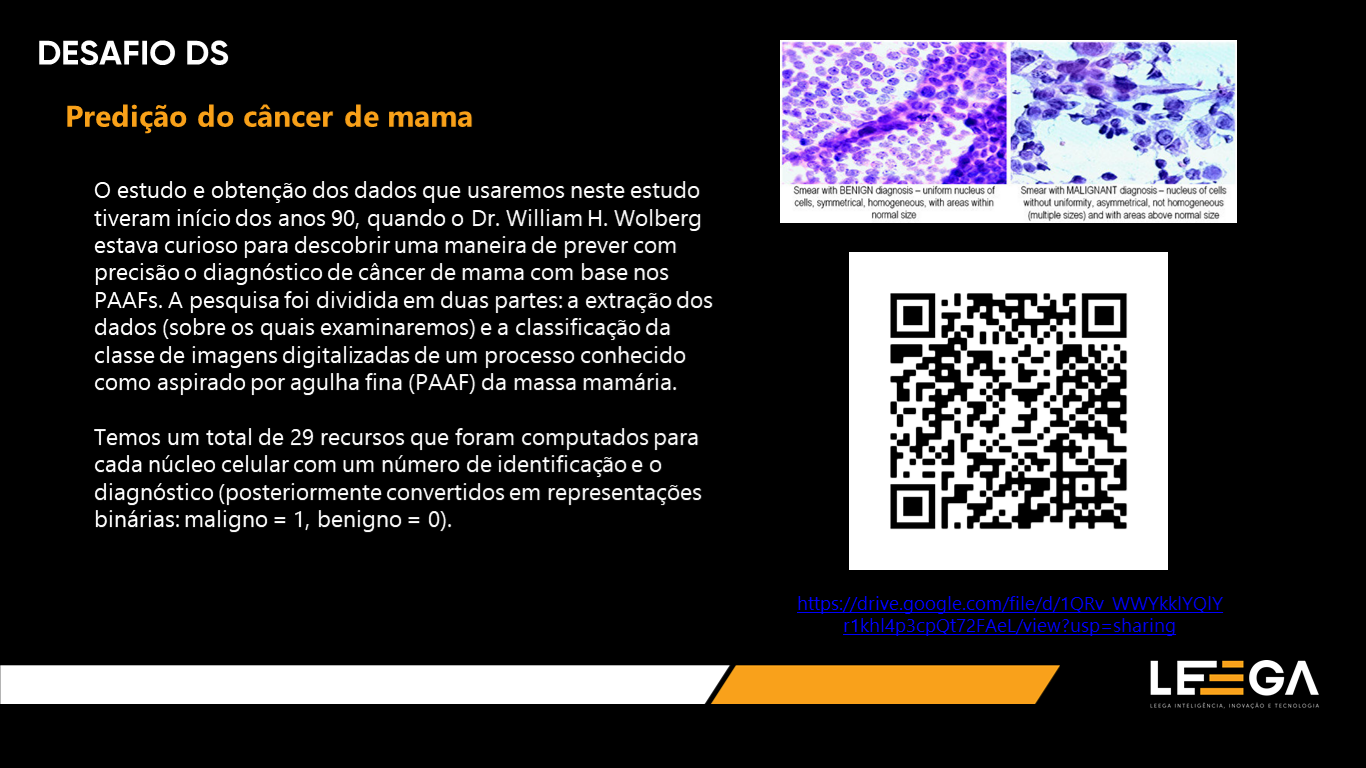 DESAFIO DS
Predição do câncer de mama
O estudo e obtenção dos dados que usaremos neste estudo
tiveram início dos anos 90, quando o Dr. William H. Wolberg
estava curioso para descobrir uma maneira de prever com
precisão o diagnóstico de câncer de mama com base nos
PAAFs. A pesquisa foi dividida em duas partes: a extração dos
dados (sobre os quais examinaremos) e a classificação da
classe de imagens digitalizadas de um processo conhecido
como aspirado por agulha fina (PAAF) da massa mamária.
Temos um total de 29 recursos que foram computados para
cada núcleo celular com um número de identificação e o
diagnóstico (posteriormente convertidos em representações
binárias: maligno = 1, benigno = 0).
Smear with BENIGN diagnosis – uniform nucleus of
cells, symmetrical, homogeneous, with areas within
normal size
Smear with MALIGNANT diagnosis – nucleus of cells
without uniformity, asymmetrical, not homogeneous
(multiple sizes) and with areas above normal size
https://drive.google.com/file/d/1QRv_WWYkklYQlY
r1khl4p3cpQt72FAeL/view?usp=sharing
LEEGA
LEEGA INTELIGÊNCIA, INOVAÇÃO E TECNOLOGIA